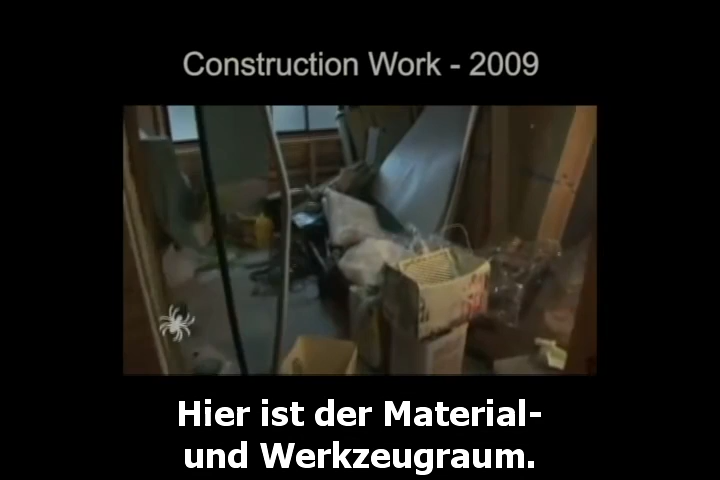 Construction Work - 2009
Hier ist der Material-
und Werkzeugraum.